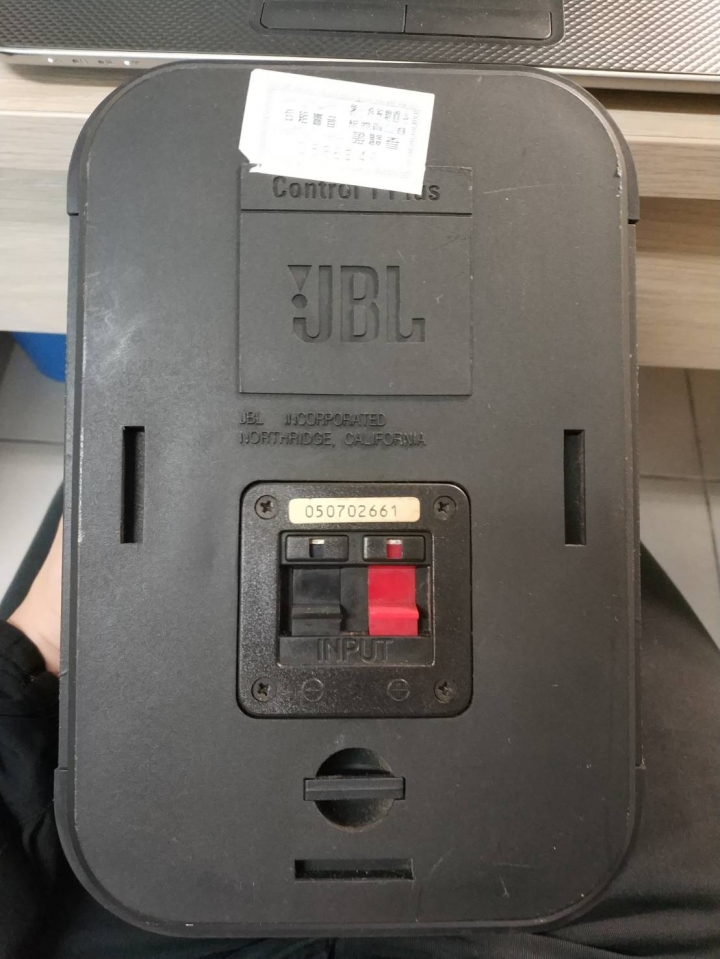 Control 1 Plus
JBL
JBL INCORPORATED
NORTHRIDGE, CALIFORNIA
050702661
INPUT